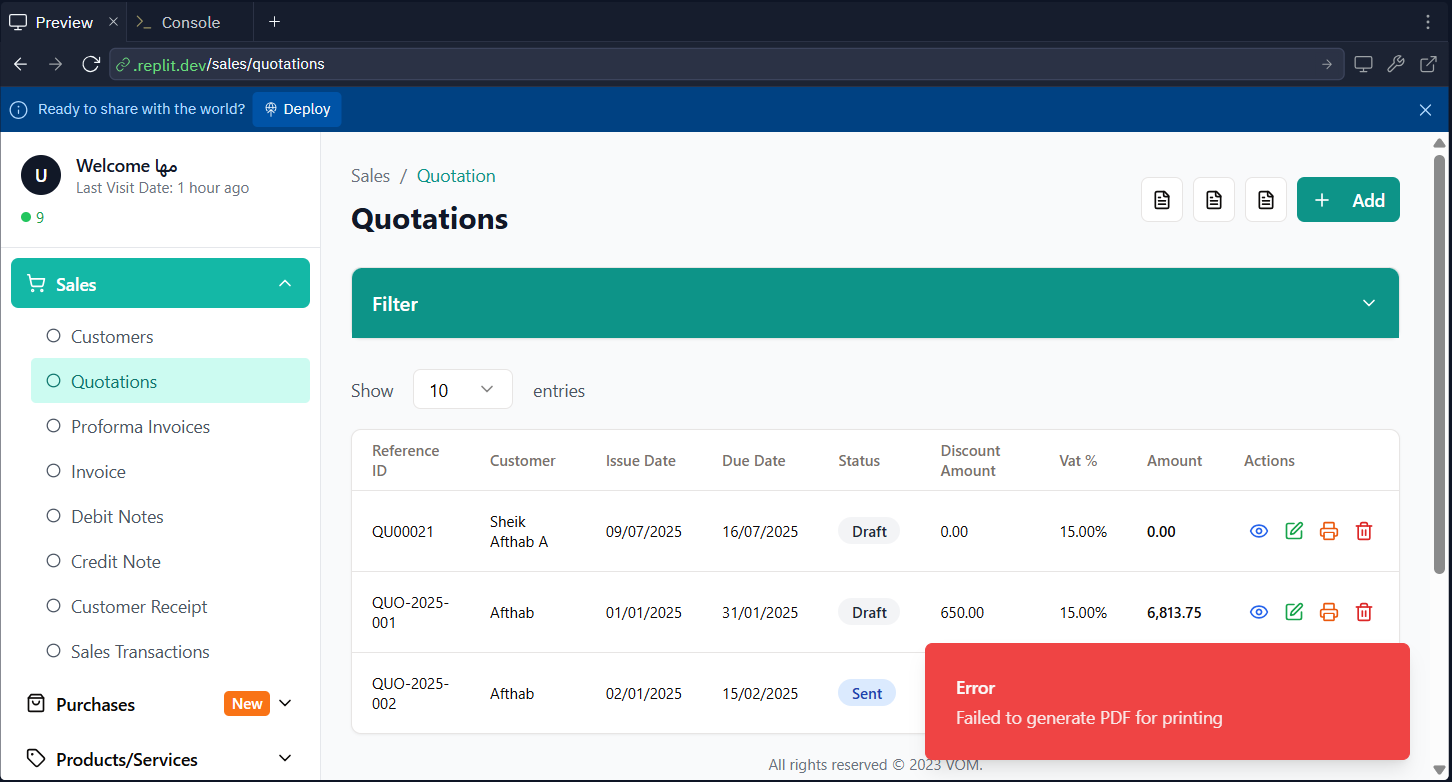 Preview
Console
.replit.dev/sales/quotations
Ready to share with the world? Deploy
U
Welcome مها
Last Visit Date: 1 hour ago
9
Sales
Customers
Quotations
Proforma Invoices
Invoice
Debit Notes
Credit Note
Customer Receipt
Sales Transactions
Purchases New
Products/Services
Sales / Quotation
Quotations
Add
Filter
Show 10 entries
Reference ID Customer Issue Date Due Date Status Discount Amount Vat % Amount Actions
QU00021 Sheik Afthab A 09/07/2025 16/07/2025 Draft 0.00 15.00% 0.00
QUO-2025-001 Afthab 01/01/2025 31/01/2025 Draft 650.00 15.00% 6,813.75
QUO-2025-002 Afthab 02/01/2025 15/02/2025 Sent
Error
Failed to generate PDF for printing
All rights reserved © 2023 VOM.